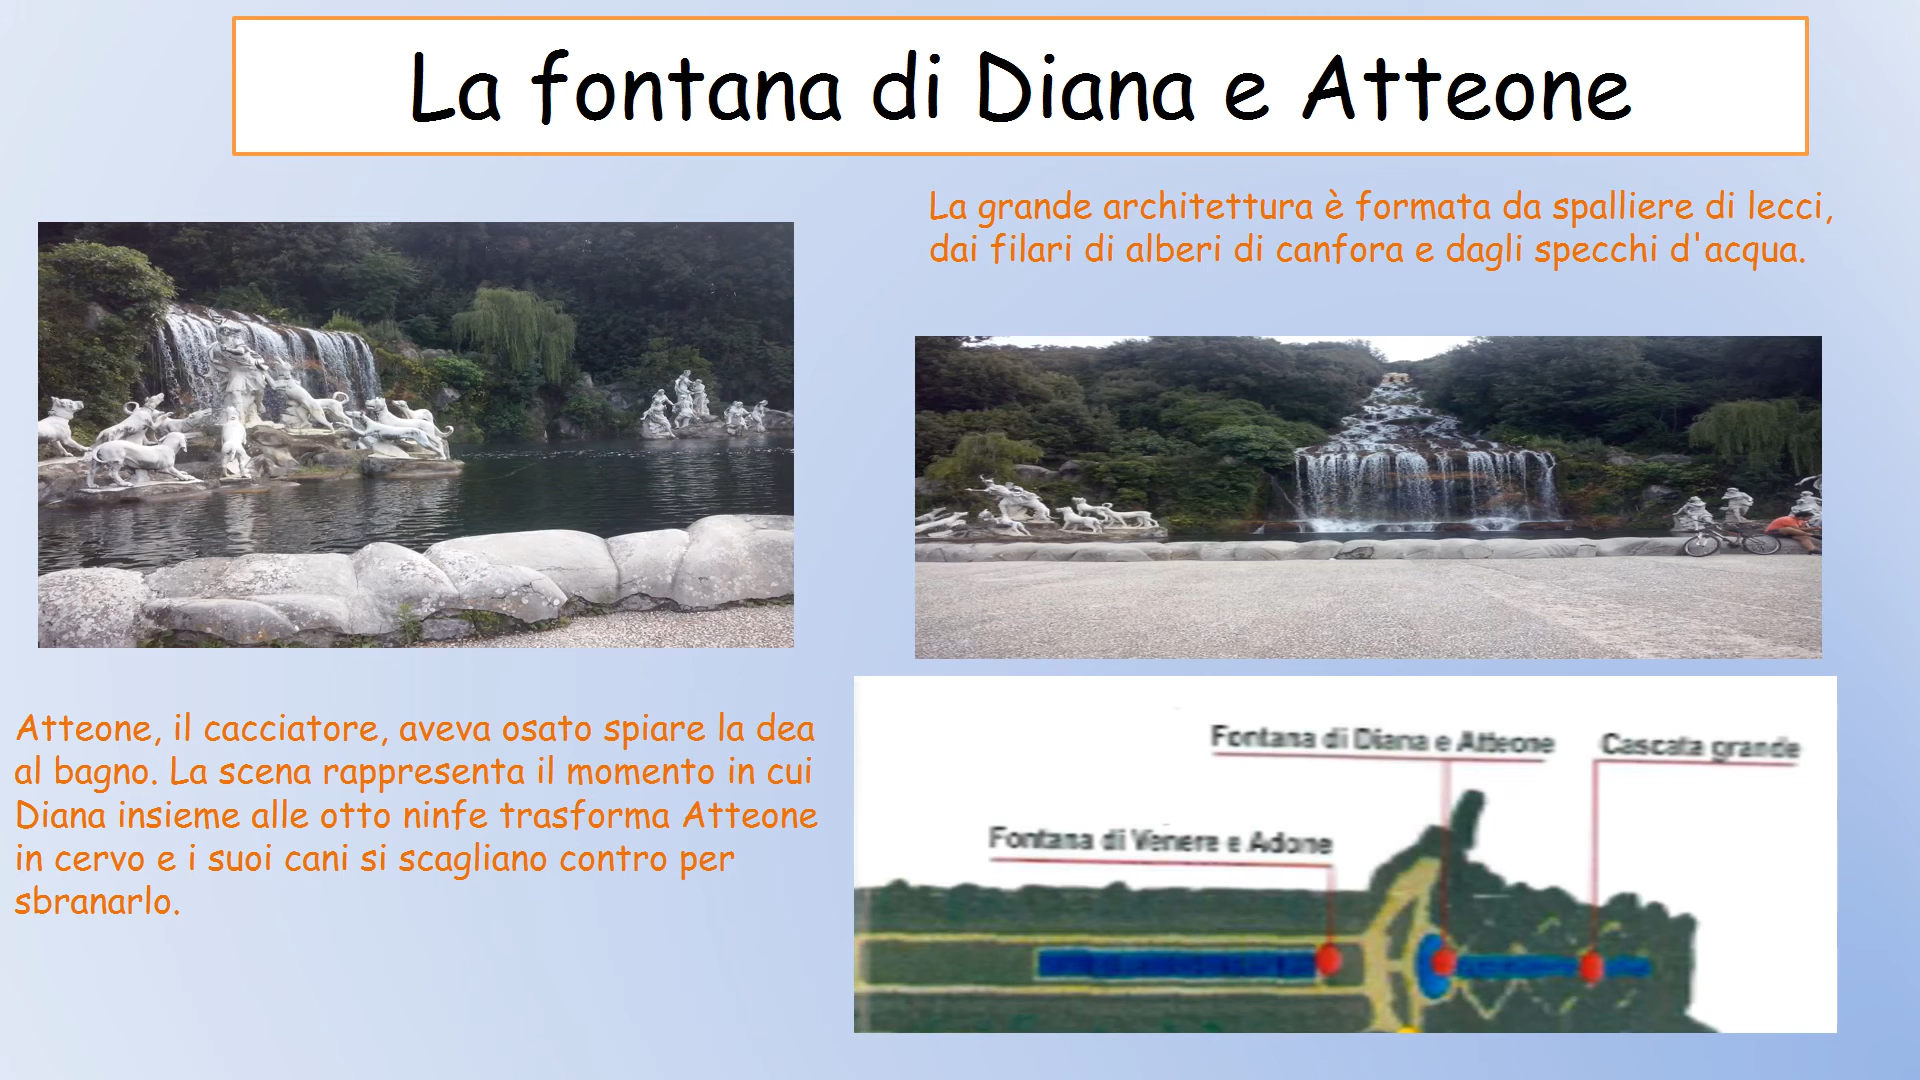 La fontana di Diana e Atteone
La grande architettura è formata da spalliere di lecci,
dai filari di alberi di canfora e dagli specchi d'acqua.
Atteone, il cacciatore, aveva osato spiare la dea
al bagno. La scena rappresenta il momento in cui
Diana insieme alle otto ninfe trasforma Atteone
in cervo e i suoi cani si scagliano contro per
sbranarlo.
Fontana di Diana e Atteone
Cascata grande
Fontana di Venere e Adone